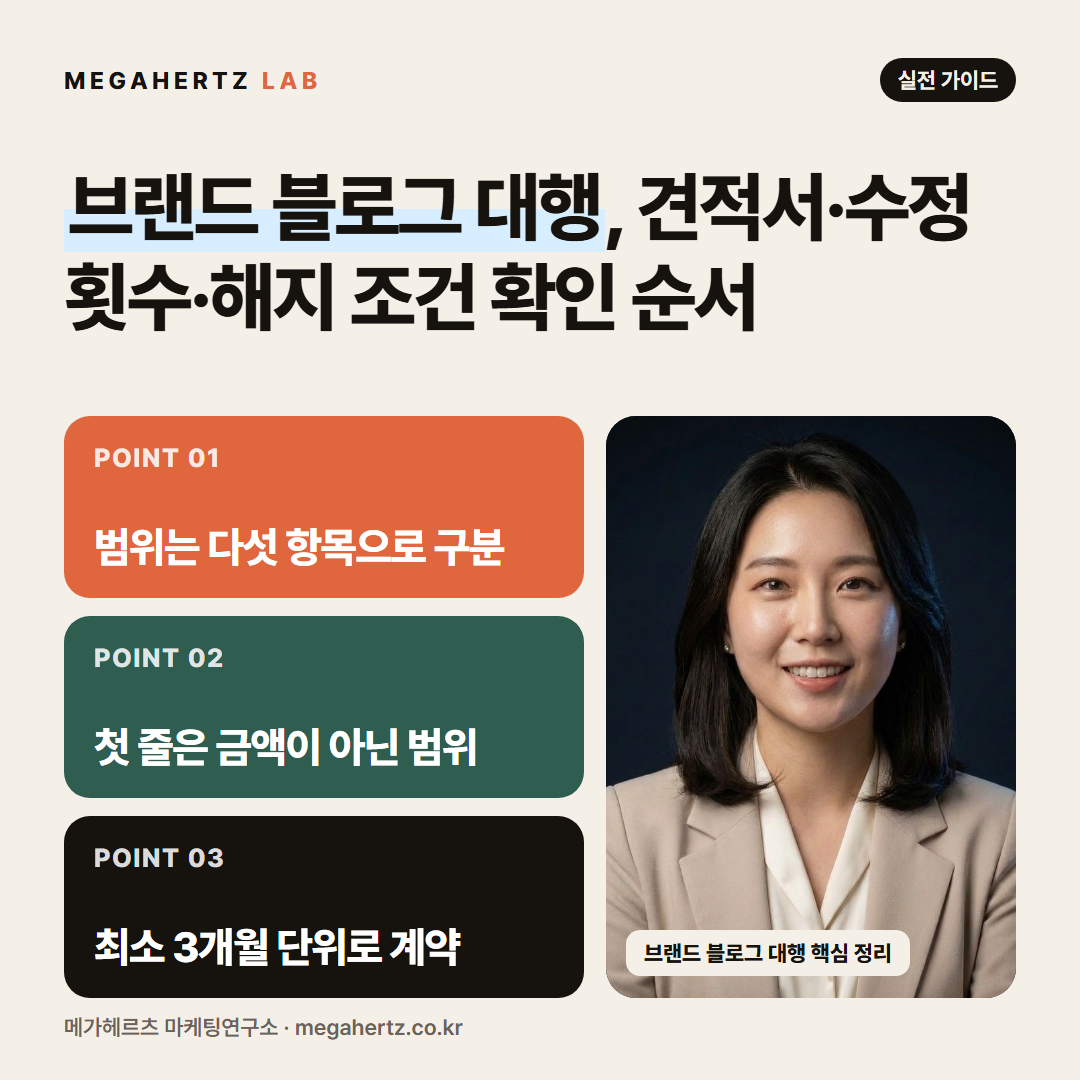 MEGAHERTZ LAB
실전 가이드
브랜드 블로그 대행, 견적서·수정
횟수·해지 조건 확인 순서
POINT 01
범위는 다섯 항목으로 구분
POINT 02
첫 줄은 금액이 아닌 범위
POINT 03
최소 3개월 단위로 계약
브랜드 블로그 대행 핵심 정리
메가헤르츠 마케팅연구소 · megahertz.co.kr